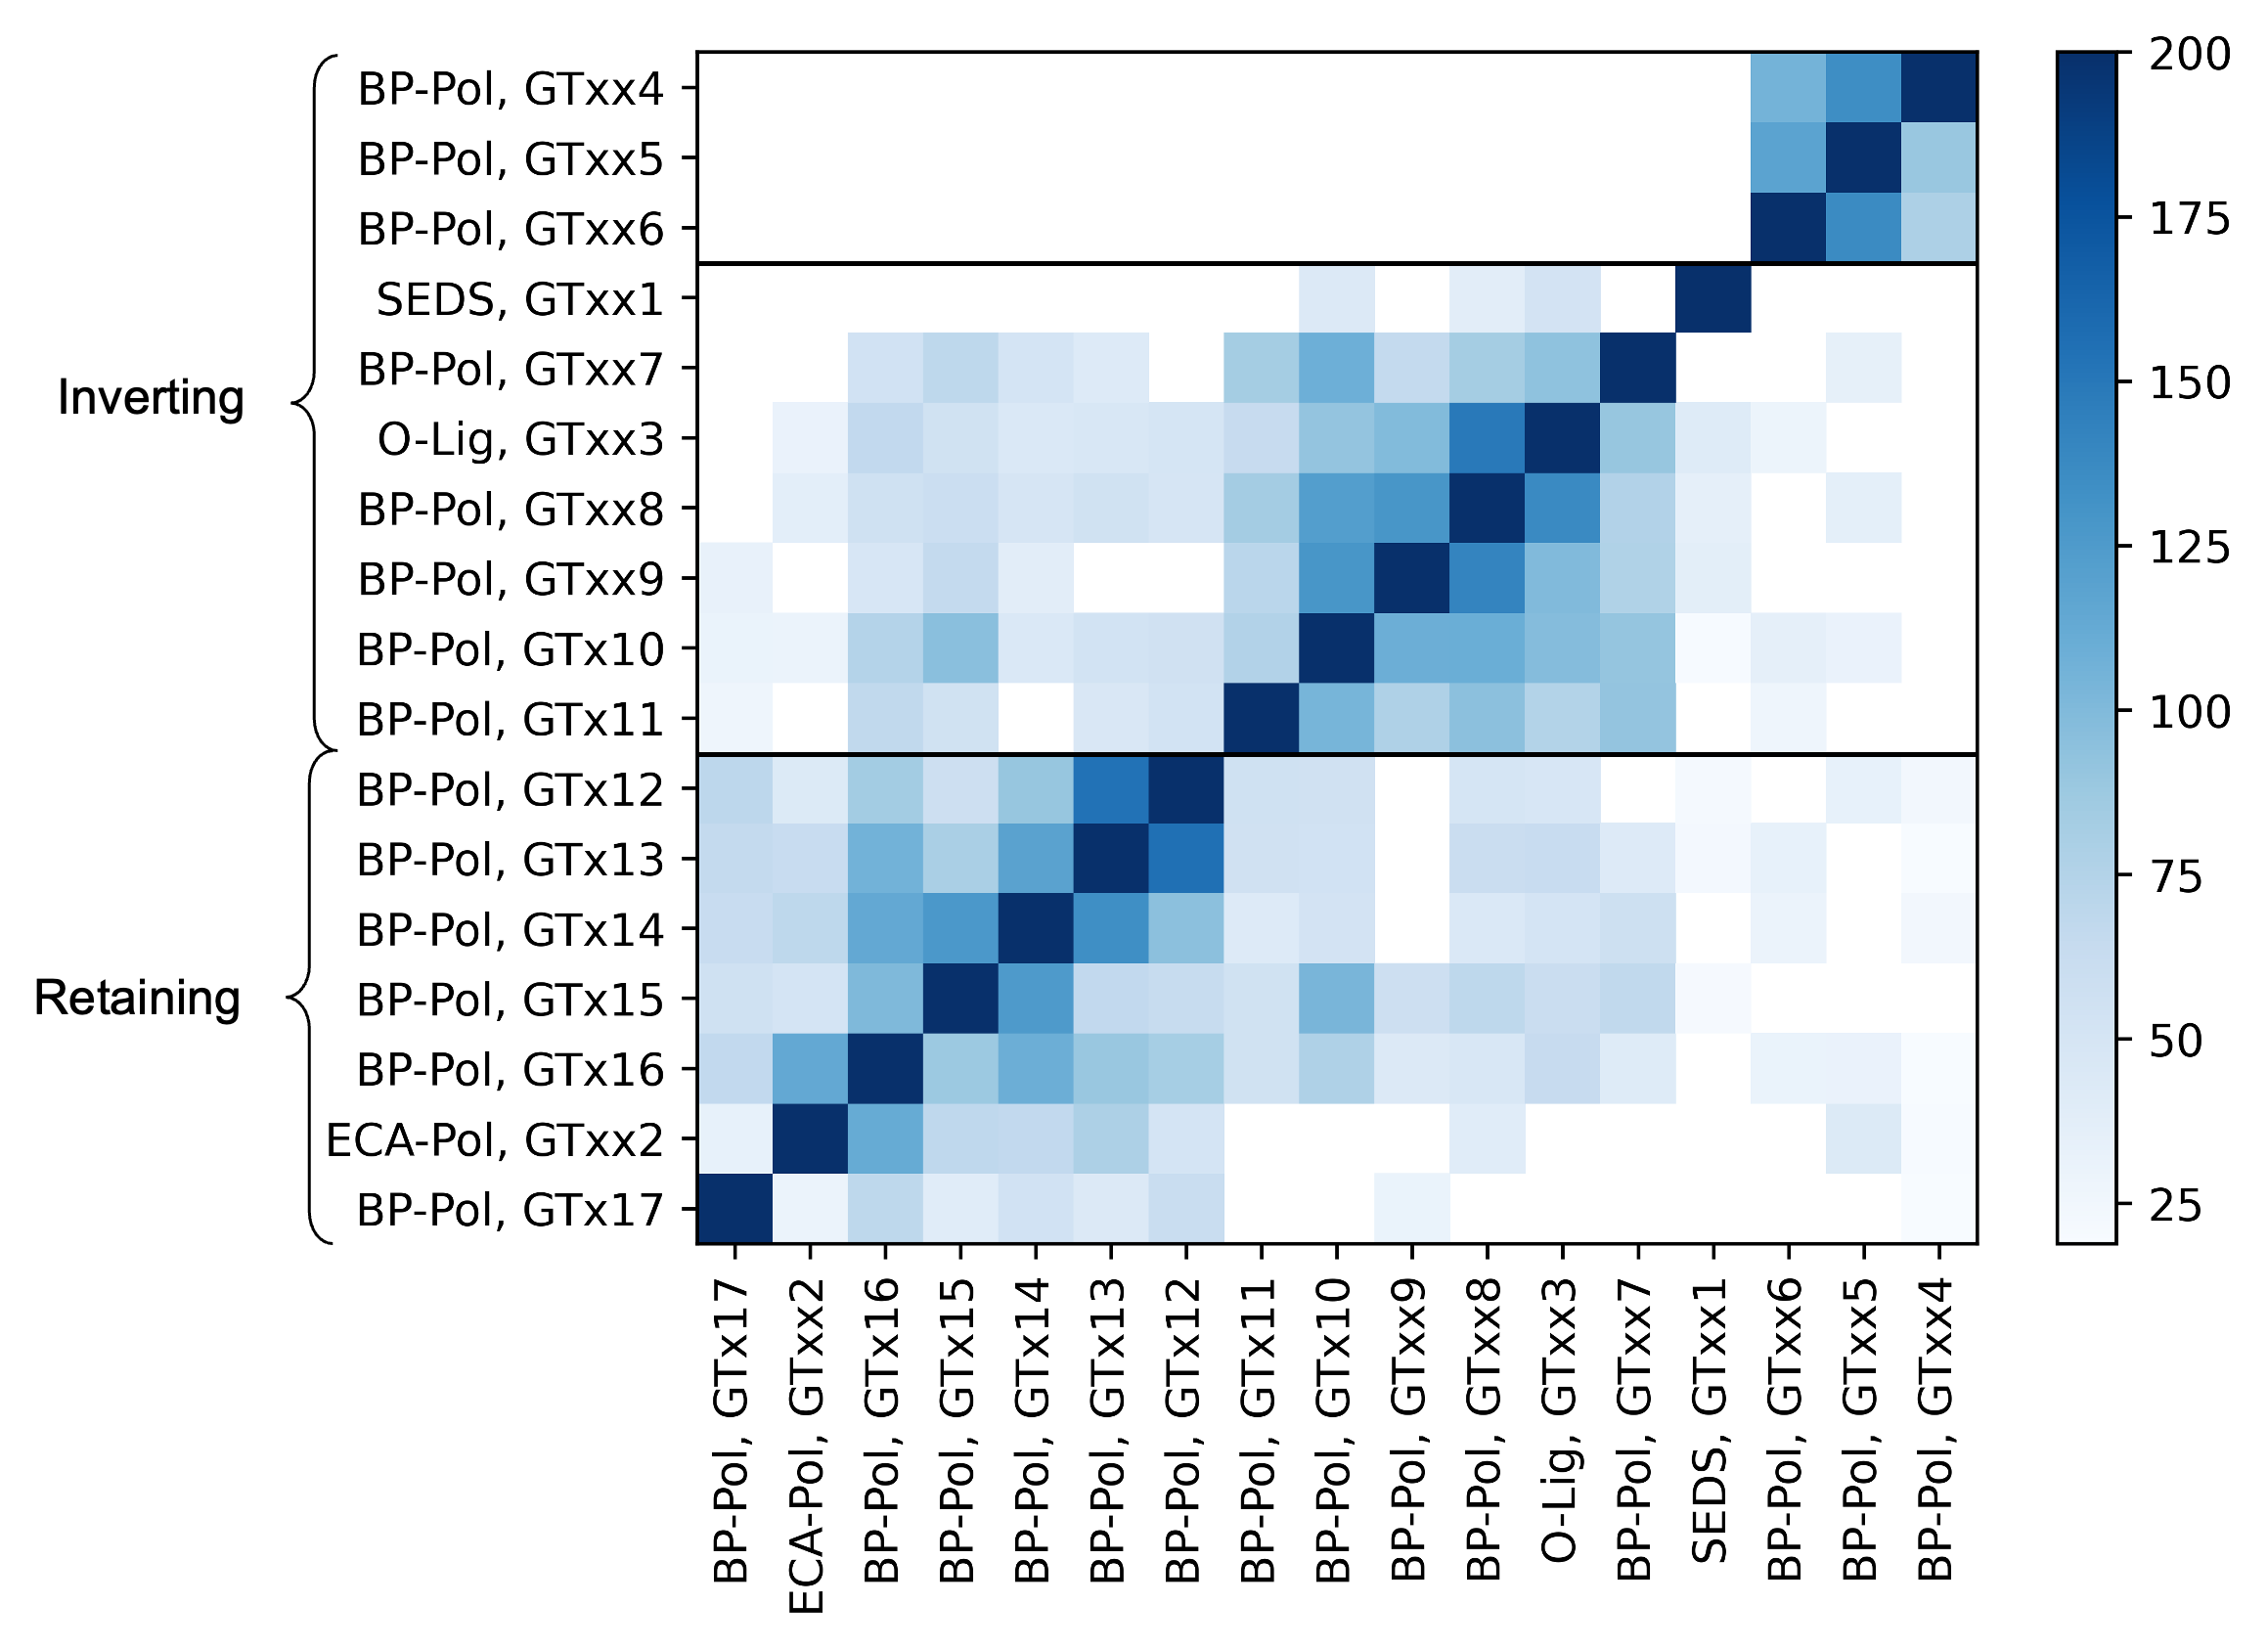 BP-Pol, GTxx4
BP-Pol, GTxx5
BP-Pol, GTxx6
SEDS, GTxx1
BP-Pol, GTxx7
O-Lig, GTxx3
BP-Pol, GTxx8
BP-Pol, GTxx9
BP-Pol, GTx10
BP-Pol, GTx11
BP-Pol, GTx12
BP-Pol, GTx13
BP-Pol, GTx14
BP-Pol, GTx15
BP-Pol, GTx16
ECA-Pol, GTxx2
BP-Pol, GTx17
Inverting
Retaining
BP-Pol, GTx17
ECA-Pol, GTxx2
BP-Pol, GTx16
BP-Pol, GTx15
BP-Pol, GTx14
BP-Pol, GTx13
BP-Pol, GTx12
BP-Pol, GTx11
BP-Pol, GTx10
BP-Pol, GTxx9
BP-Pol, GTxx8
O-Lig, GTxx3
BP-Pol, GTxx7
SEDS, GTxx1
BP-Pol, GTxx6
BP-Pol, GTxx5
BP-Pol, GTxx4
200
175
150
125
100
75
50
25